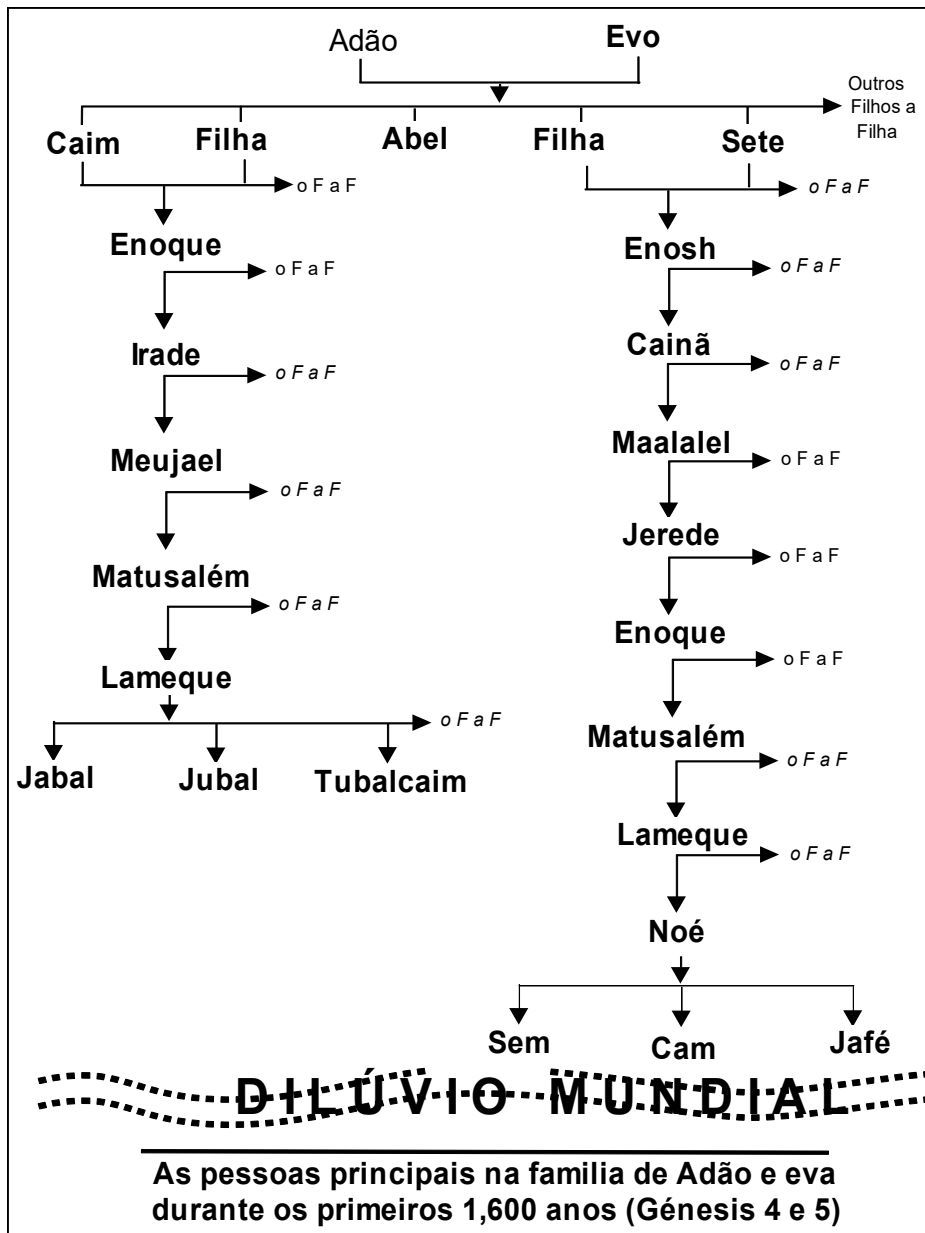 Adão Evo
Outros
Filhos a
Filha
Caim Filha Abel Filha Sete
o F a F o F a F
Enoque Enosh
o F a F o F a F
Irade Cainã
o F a F o F a F
Meujael Maalalel
o F a F o F a F
Matusalém Jerede
o F a F o F a F
Lameque Enoque
o F a F o F a F
Jabal Jubal Tubalcaim Matusalém
o F a F
Lameque
o F a F
Noé
Sem Cam Jafé
DILÚVIO MUNDIAL
As pessoas principais na familia de Adão e eva
durante os primeiros 1,600 anos (Génesis 4 e 5)